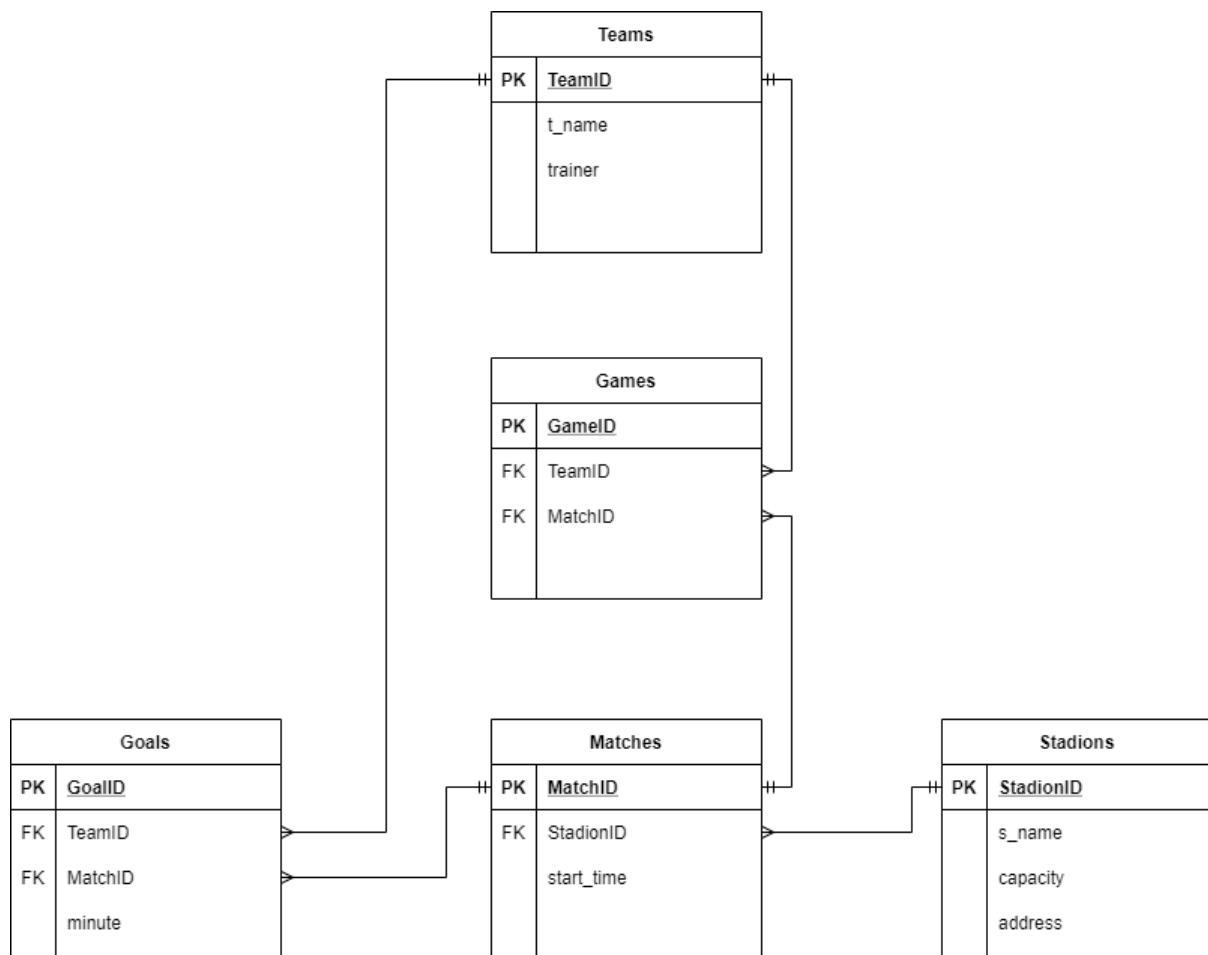 Teams
PK TeamID
t_name
trainer
Games
PK GameID
FK TeamID
FK MatchID
Goals
PK GoalID
FK TeamID
FK MatchID
minute
Matches
PK MatchID
FK StadionID
start_time
Stadions
PK StadionID
s_name
capacity
address